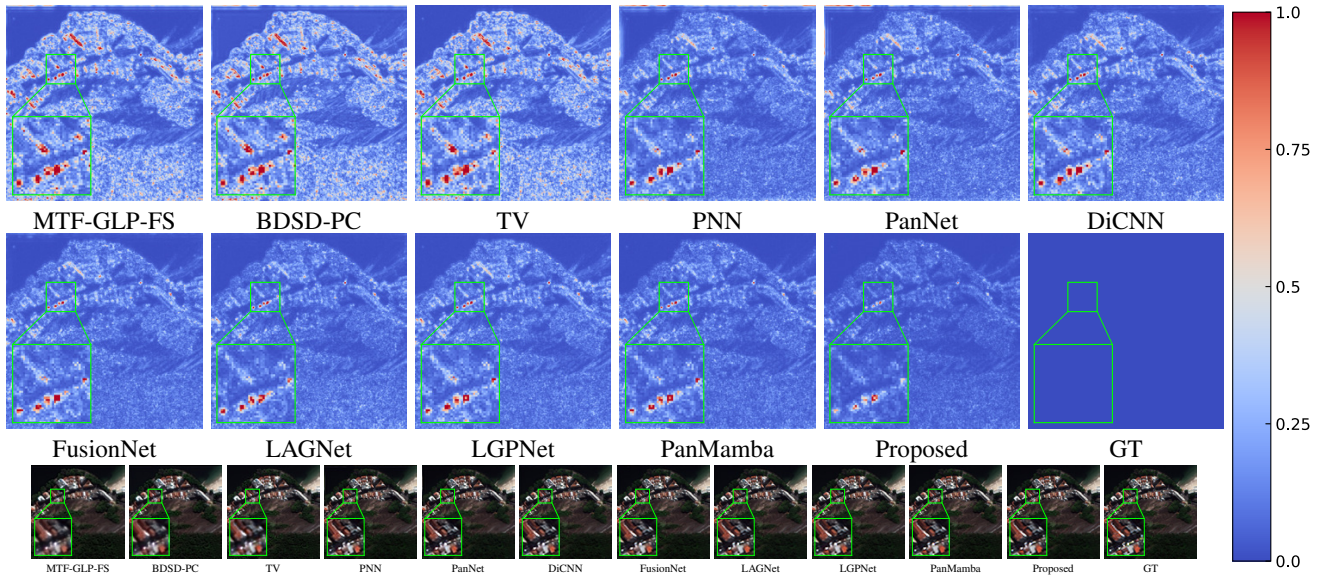 MTF-GLP-FS BDSD-PC TV PNN PanNet DiCNN
FusionNet LAGNet LGPNet PanMamba Proposed GT
MTF-GLP-FS BDSD-PC TV PNN PanNet DiCNN FusionNet LAGNet LGPNet PanMamba Proposed GT
1.0
0.75
0.5
0.25
0.0